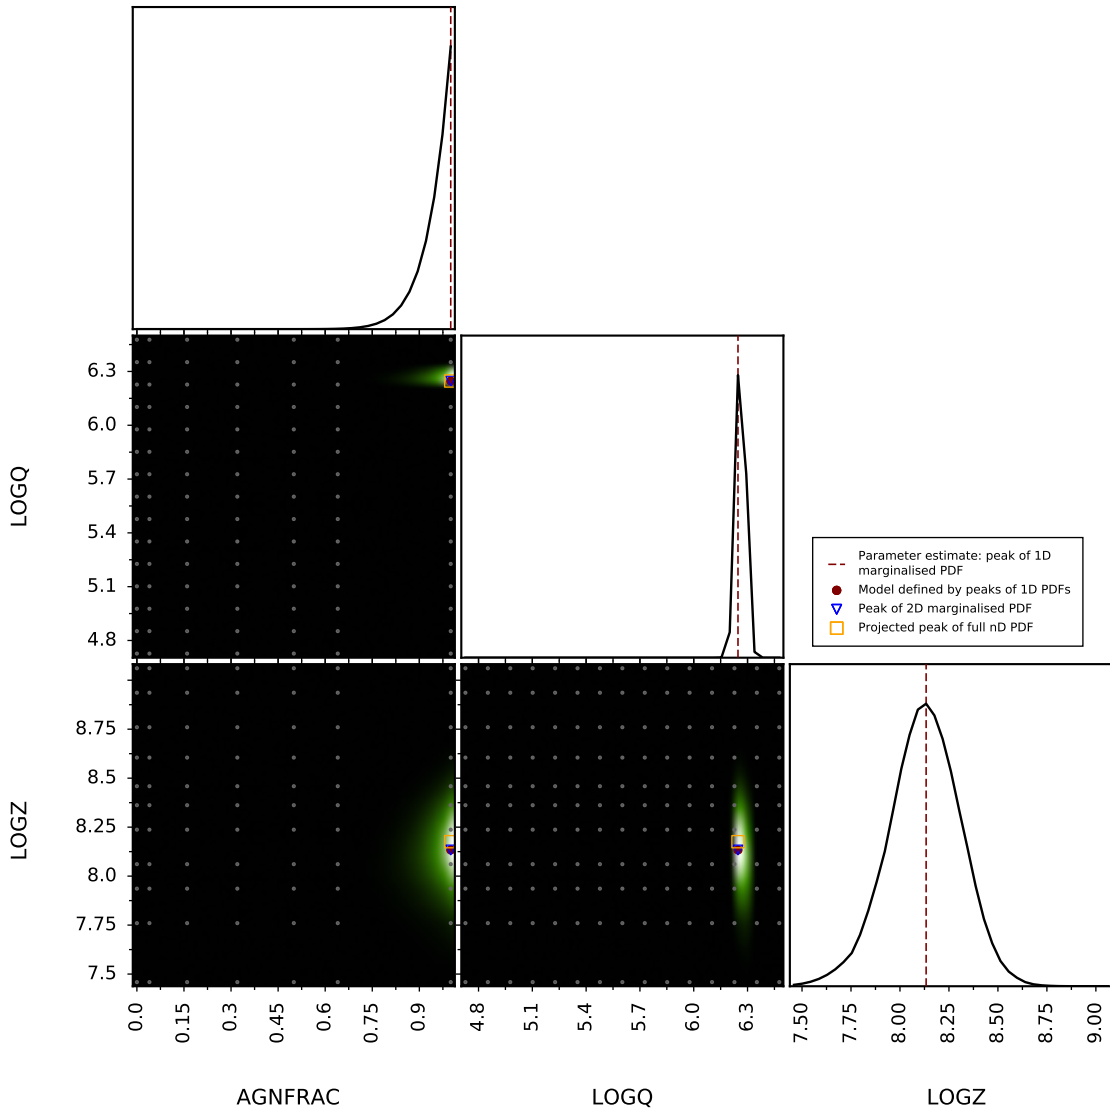 LOGQ
6.3
6.0
5.7
5.4
5.1
4.8
Parameter estimate: peak of 1D
marginalised PDF
Model defined by peaks of 1D PDFs
Peak of 2D marginalised PDF
Projected peak of full nD PDF
LOGZ
8.75
8.5
8.25
8.0
7.75
7.5
0.0 0.15 0.3 0.45 0.6 0.75 0.9
4.8 5.1 5.4 5.7 6.0 6.3
7.50 7.75 8.00 8.25 8.50 8.75 9.00
AGNFRAC
LOGQ
LOGZ